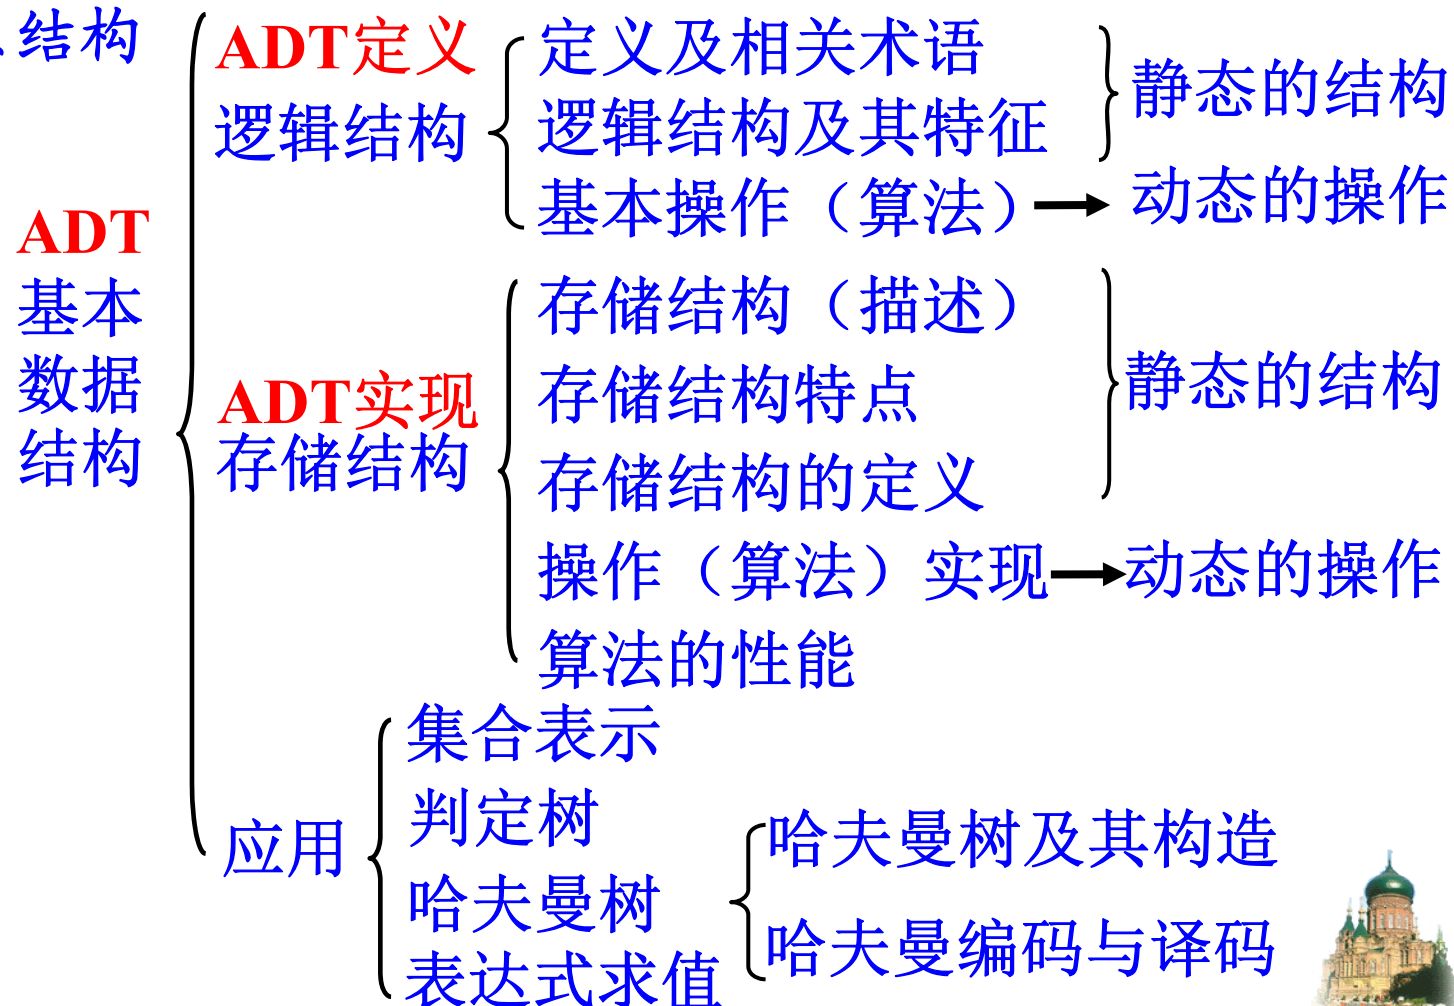 结构
ADT
基本
数据
结构
ADT定义
逻辑结构
定义及相关术语
逻辑结构及其特征
基本操作（算法）
静态的结构
动态的操作
ADT实现
存储结构
存储结构（描述）
存储结构特点
存储结构的定义
操作（算法）实现
算法的性能
静态的结构
动态的操作
应用
集合表示
判定树
哈夫曼树
表达式求值
哈夫曼树及其构造
哈夫曼编码与译码